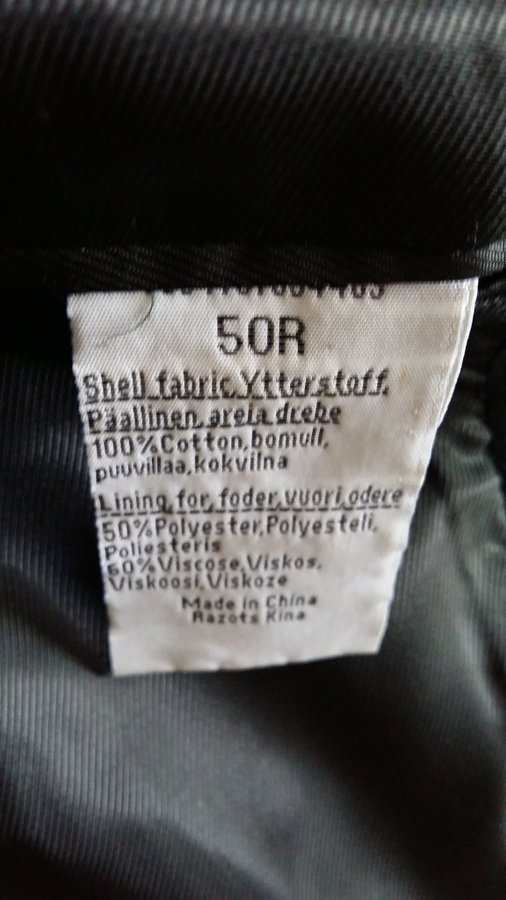 50R
Shell fabric,Ytterstoff,
Päallinen,areja drebe
100%Cotton,bomull,
puuvillaa,kokvilna
Lining,for,foder,vuori,odere
50%Polyester,Polyesteli,
Poliesteris
50%Viscose,Viskos,
Viskoosi,Viskoze
Made in China
Razots Kina